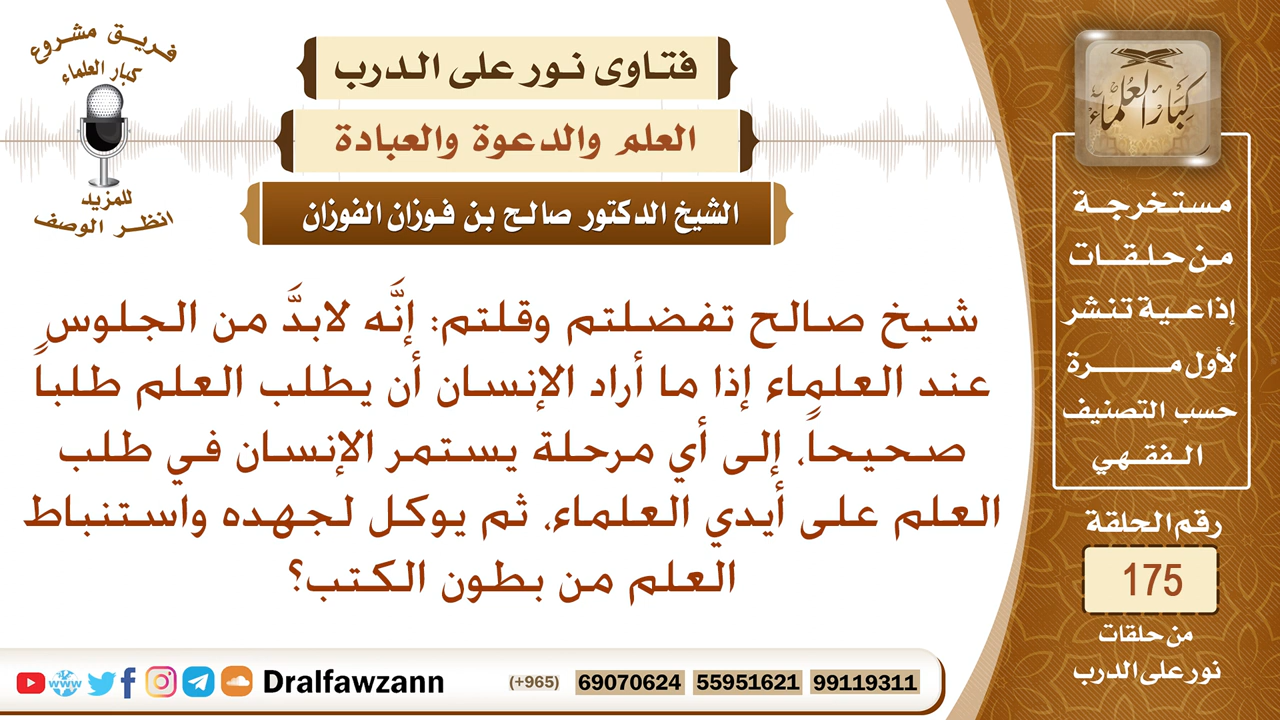 فريق مشروع
كبار العلماء
للمزيد
انظر الوصف
فتاوى نور على الدرب
العلم والدعوة والعبادة
الشيخ الدكتور صالح بن فوزان الفوزان
شيخ صالح تفضلتم وقلتم: إنَّه لابدَّ من الجلوسِ
عند العلماء إذا ما أراد الإنسان أن يطلب العلم طلباً
صحيحاً، إلى أي مرحلة يستمر الإنسان في طلب
العلم على أيدي العلماء، ثم يوكل لجهده واستنباط
العلم من بطون الكتب؟
كبار العلماء
مستخرجة
من حلقات
إذاعية تنشر
لأول مرة
حسب التصنيف
الفقهي
رقم الحلقة
175
من حلقات
نور على الدرب
www Dralfawzann (+965) 69070624 55951621 99119311